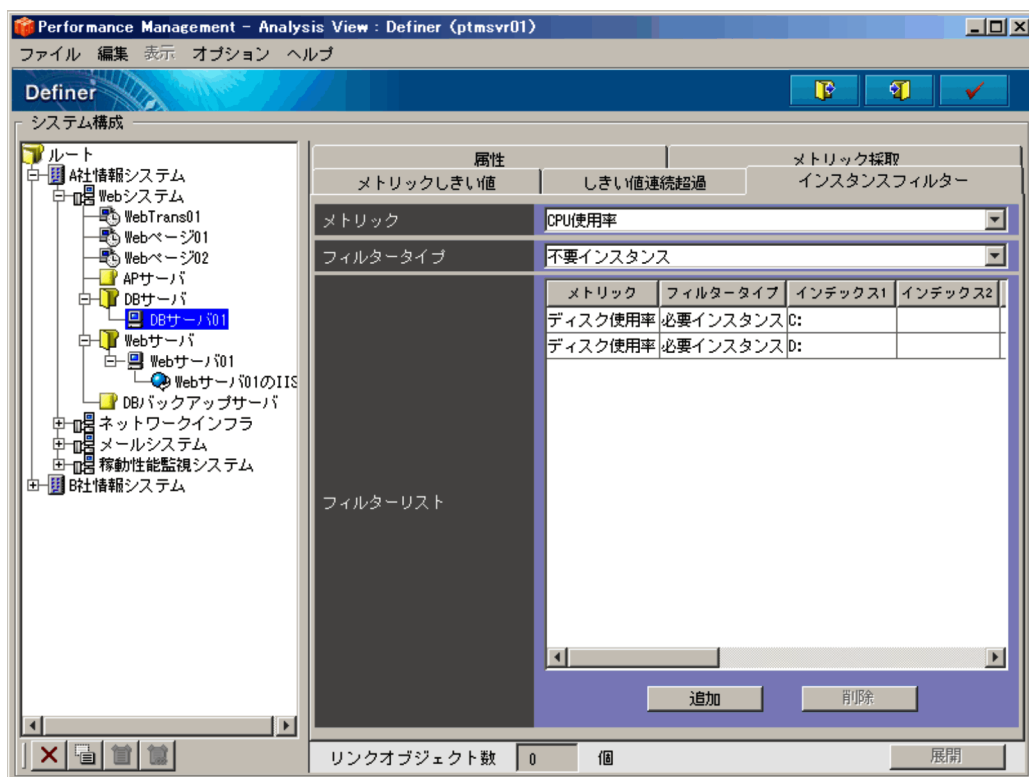 Performance Management - Analysis View : Definer (ptmsvr01)
ファイル 編集 表示 オプション ヘルプ
Definer
システム構成
ルート
A社情報システム
Webシステム
WebTrans01
Webページ01
Webページ02
APサーバ
DBサーバ
DBサーバ01
Webサーバ
Webサーバ01
Webサーバ01のIIS
DBバックアップサーバ
ネットワークインフラ
メールシステム
稼動性能監視システム
B社情報システム
属性 メトリック採取
メトリックしきい値 しきい値連続超過 インスタンスフィルター
メトリック CPU使用率
フィルタータイプ 不要インスタンス
フィルターリスト
メトリック フィルタータイプ インデックス1 インデックス2
ディスク使用率 必要インスタンス C:
ディスク使用率 必要インスタンス D:
追加 削除
リンクオブジェクト数 0 個 展開